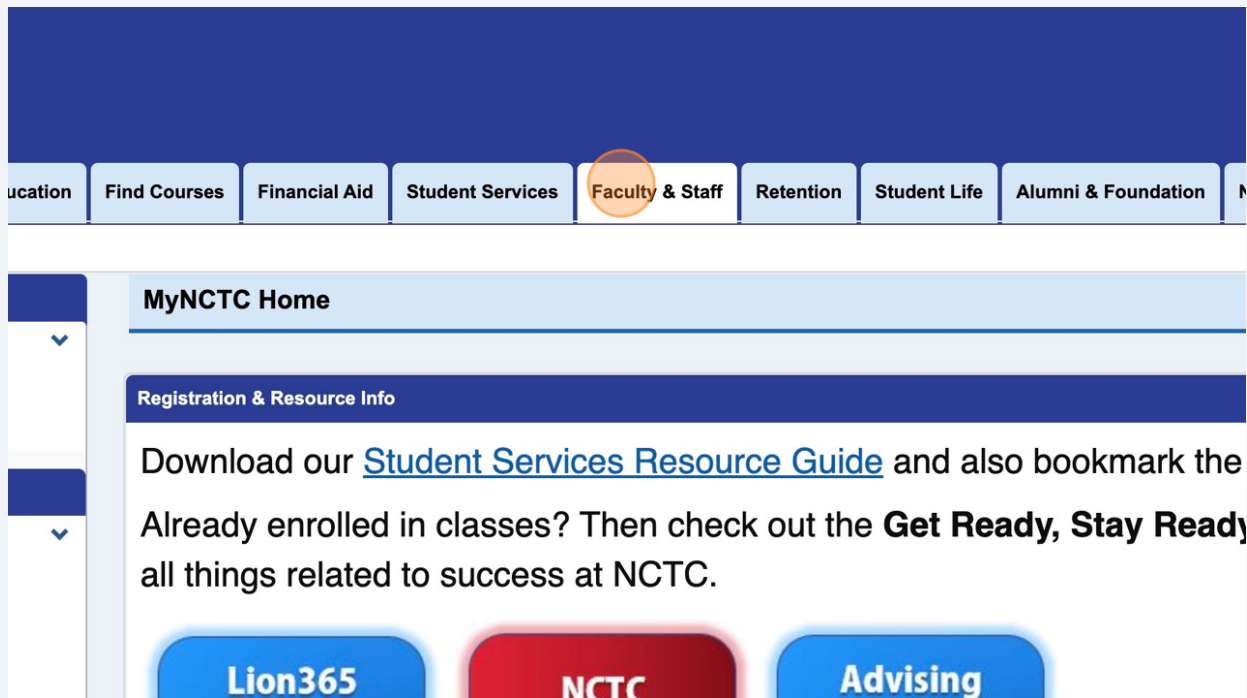 ucation Find Courses Financial Aid Student Services Faculty & Staff Retention Student Life Alumni & Foundation N
MyNCTC Home
Registration & Resource Info
Download our Student Services Resource Guide and also bookmark the
Already enrolled in classes? Then check out the Get Ready, Stay Ready
all things related to success at NCTC.
Lion365 NCTC Advising